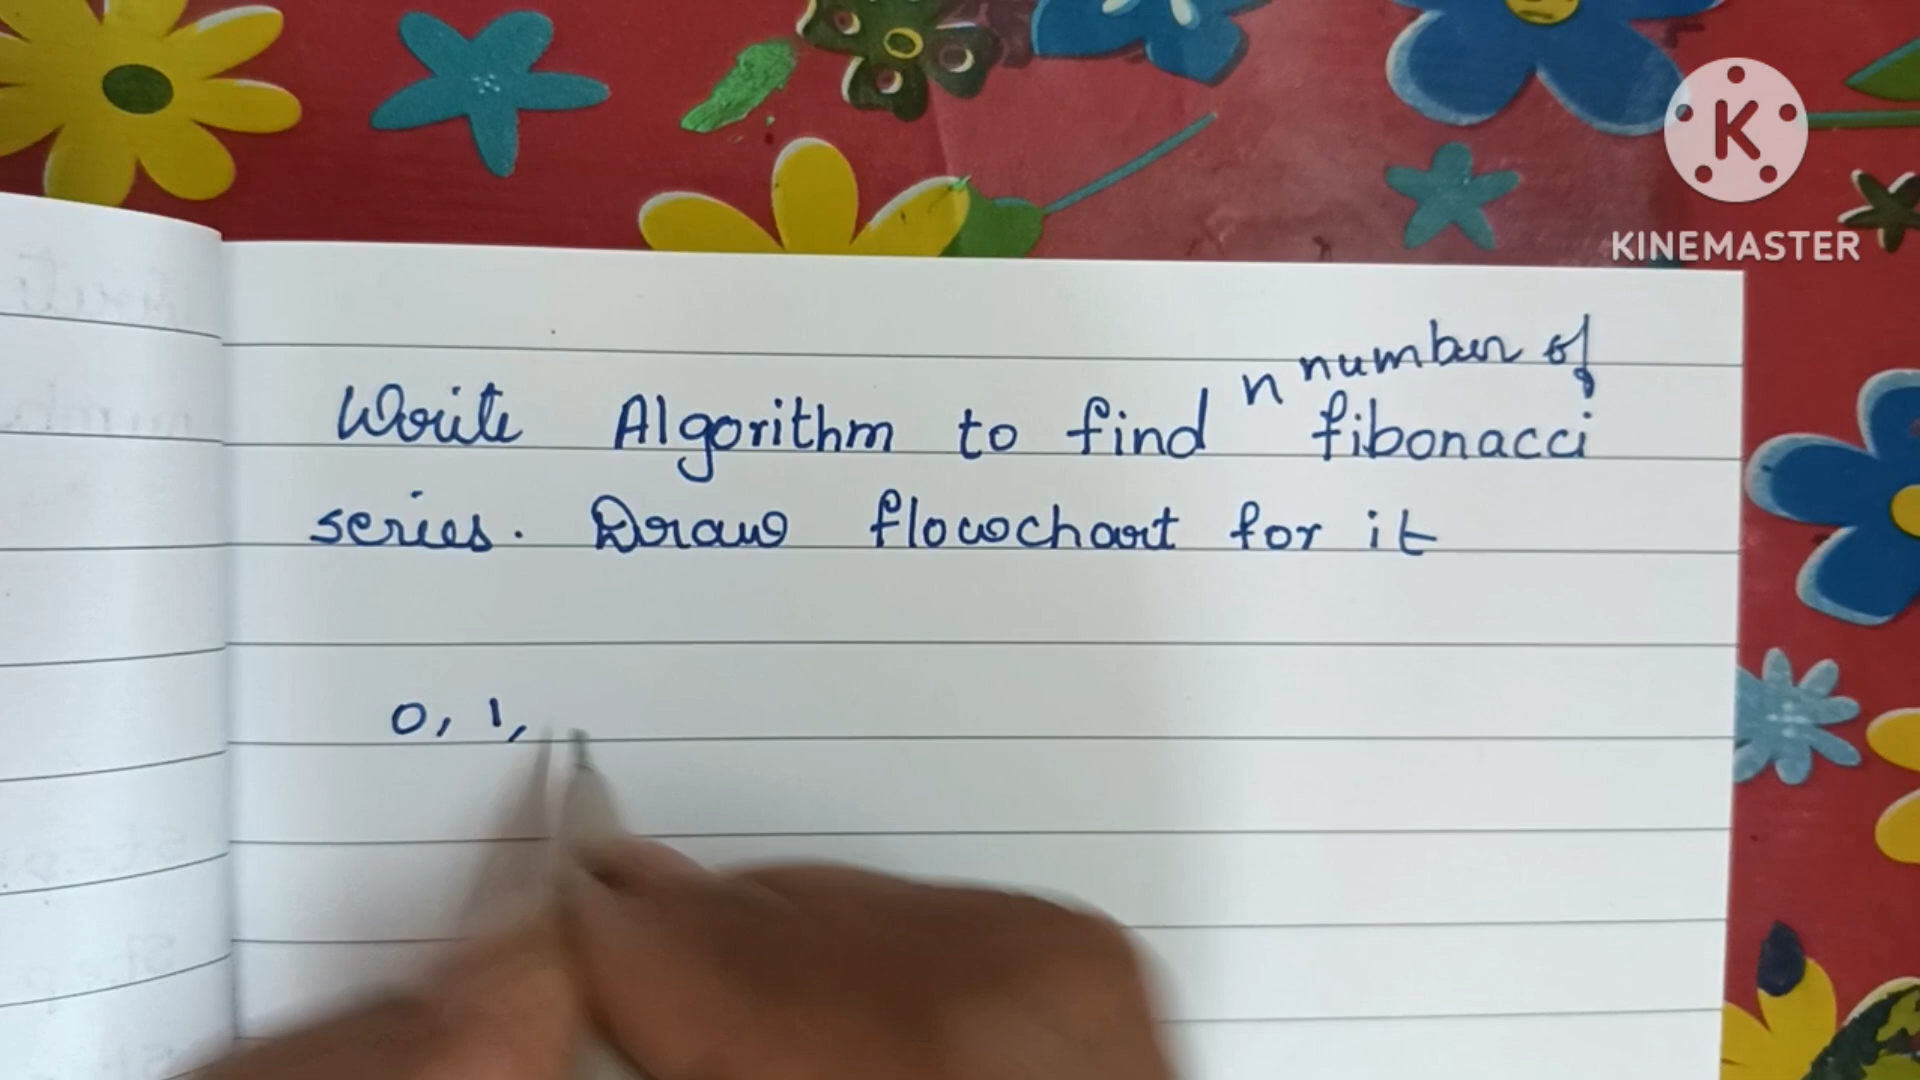 K
KINEMASTER
Write Algorithm to find n number of fibonacci
series. Draw flowchart for it
0, 1,